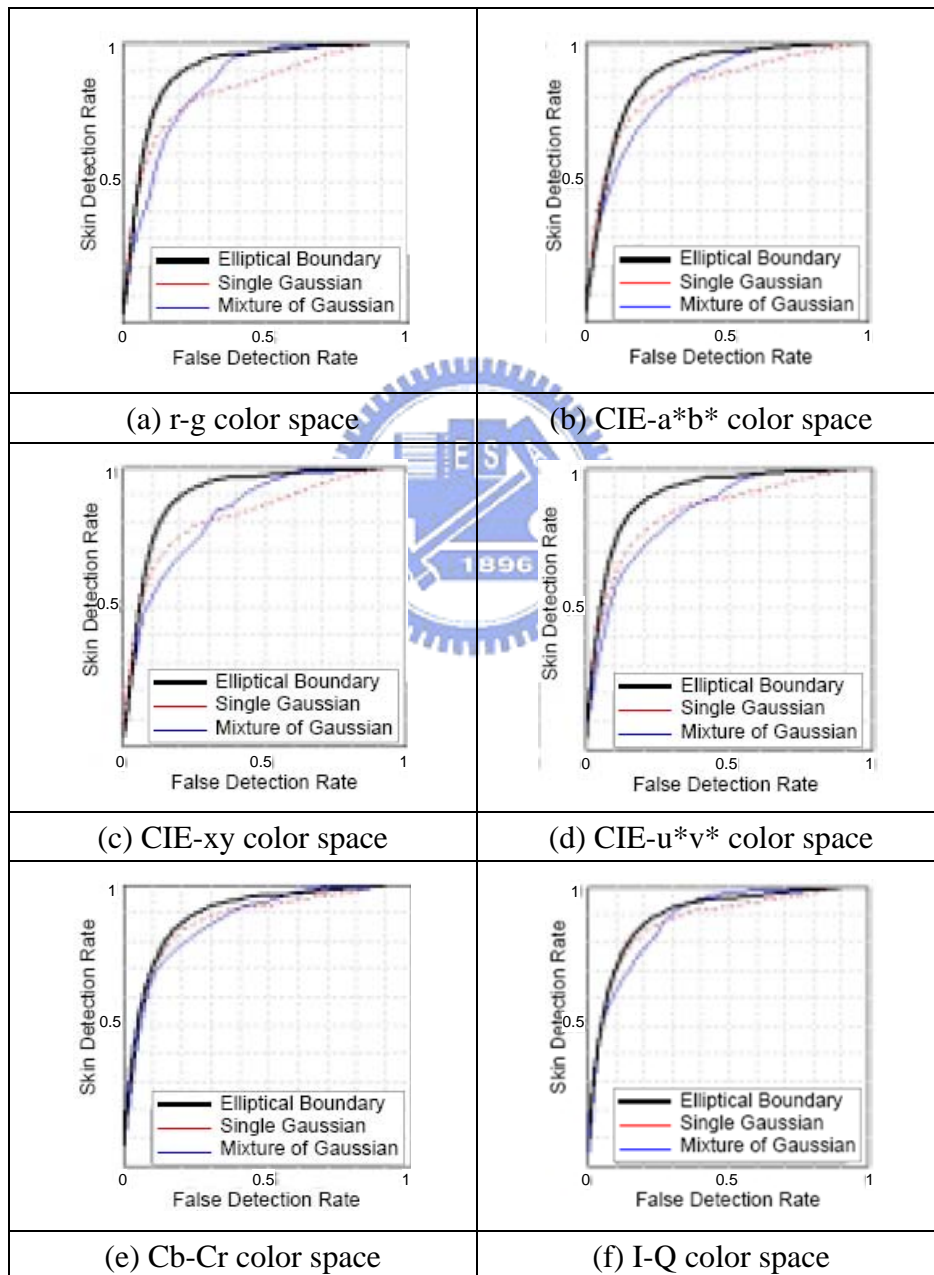 1
0.5
Skin Detection Rate
Elliptical Boundary
Single Gaussian
Mixture of Gaussian
0
0.5
1
False Detection Rate
1
0.5
Skin Detection Rate
Elliptical Boundary
Single Gaussian
Mixture of Gaussian
0
0.5
1
False Detection Rate
(a) r-g color space
(b) CIE-a*b* color space
1
0.5
Skin Detection Rate
Elliptical Boundary
Single Gaussian
Mixture of Gaussian
0
0.5
1
False Detection Rate
1
0.5
Skin Detection Rate
Elliptical Boundary
Single Gaussian
Mixture of Gaussian
0
0.5
1
False Detection Rate
E S
1896
(c) CIE-xy color space
(d) CIE-u*v* color space
1
0.5
Skin Detection Rate
Elliptical Boundary
Single Gaussian
Mixture of Gaussian
0
0.5
1
False Detection Rate
1
0.5
Skin Detection Rate
Elliptical Boundary
Single Gaussian
Mixture of Gaussian
0
0.5
1
False Detection Rate
(e) Cb-Cr color space
(f) I-Q color space